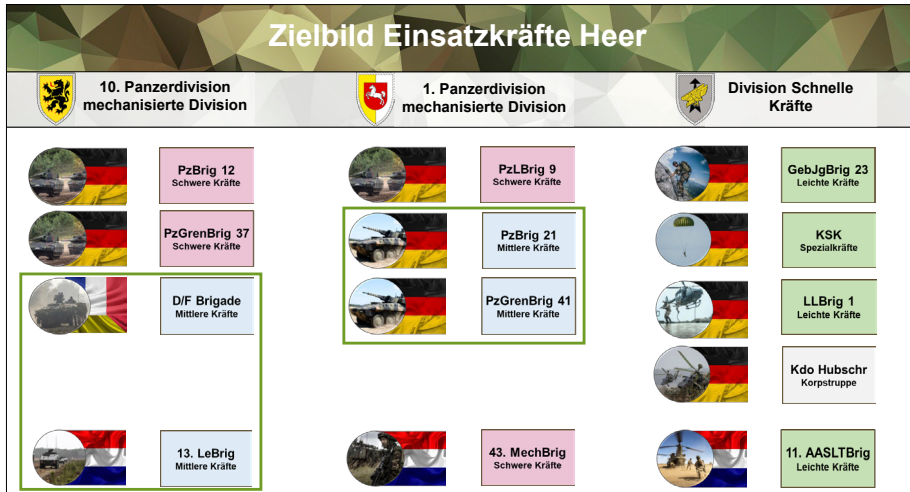 Zielbild Einsatzkräfte Heer
10. Panzerdivision
mechanisierte Division
1. Panzerdivision
mechanisierte Division
Division Schnelle
Kräfte
PzBrig 12
Schwere Kräfte
PzLBrig 9
Schwere Kräfte
GebJgBrig 23
Leichte Kräfte
PzGrenBrig 37
Schwere Kräfte
PzBrig 21
Mittlere Kräfte
KSK
Spezialkräfte
D/F Brigade
Mittlere Kräfte
PzGrenBrig 41
Mittlere Kräfte
LLBrig 1
Leichte Kräfte
Kdo Hubschr
Korpstruppe
13. LeBrig
Mittlere Kräfte
43. MechBrig
Schwere Kräfte
11. AASLTBrig
Leichte Kräfte